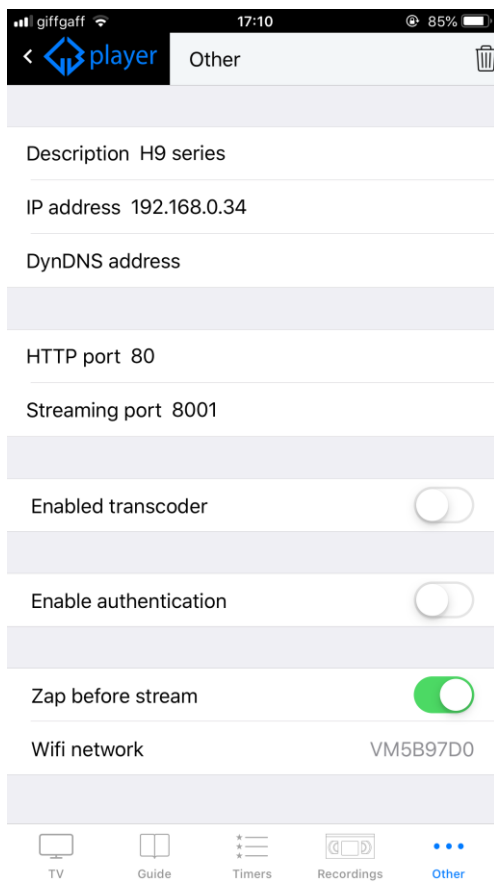 giffgaff 17:10 85%
player Other
Description H9 series
IP address 192.168.0.34
DynDNS address
HTTP port 80
Streaming port 8001
Enabled transcoder
Enable authentication
Zap before stream
Wifi network VM5B97D0
TV Guide Timers Recordings Other